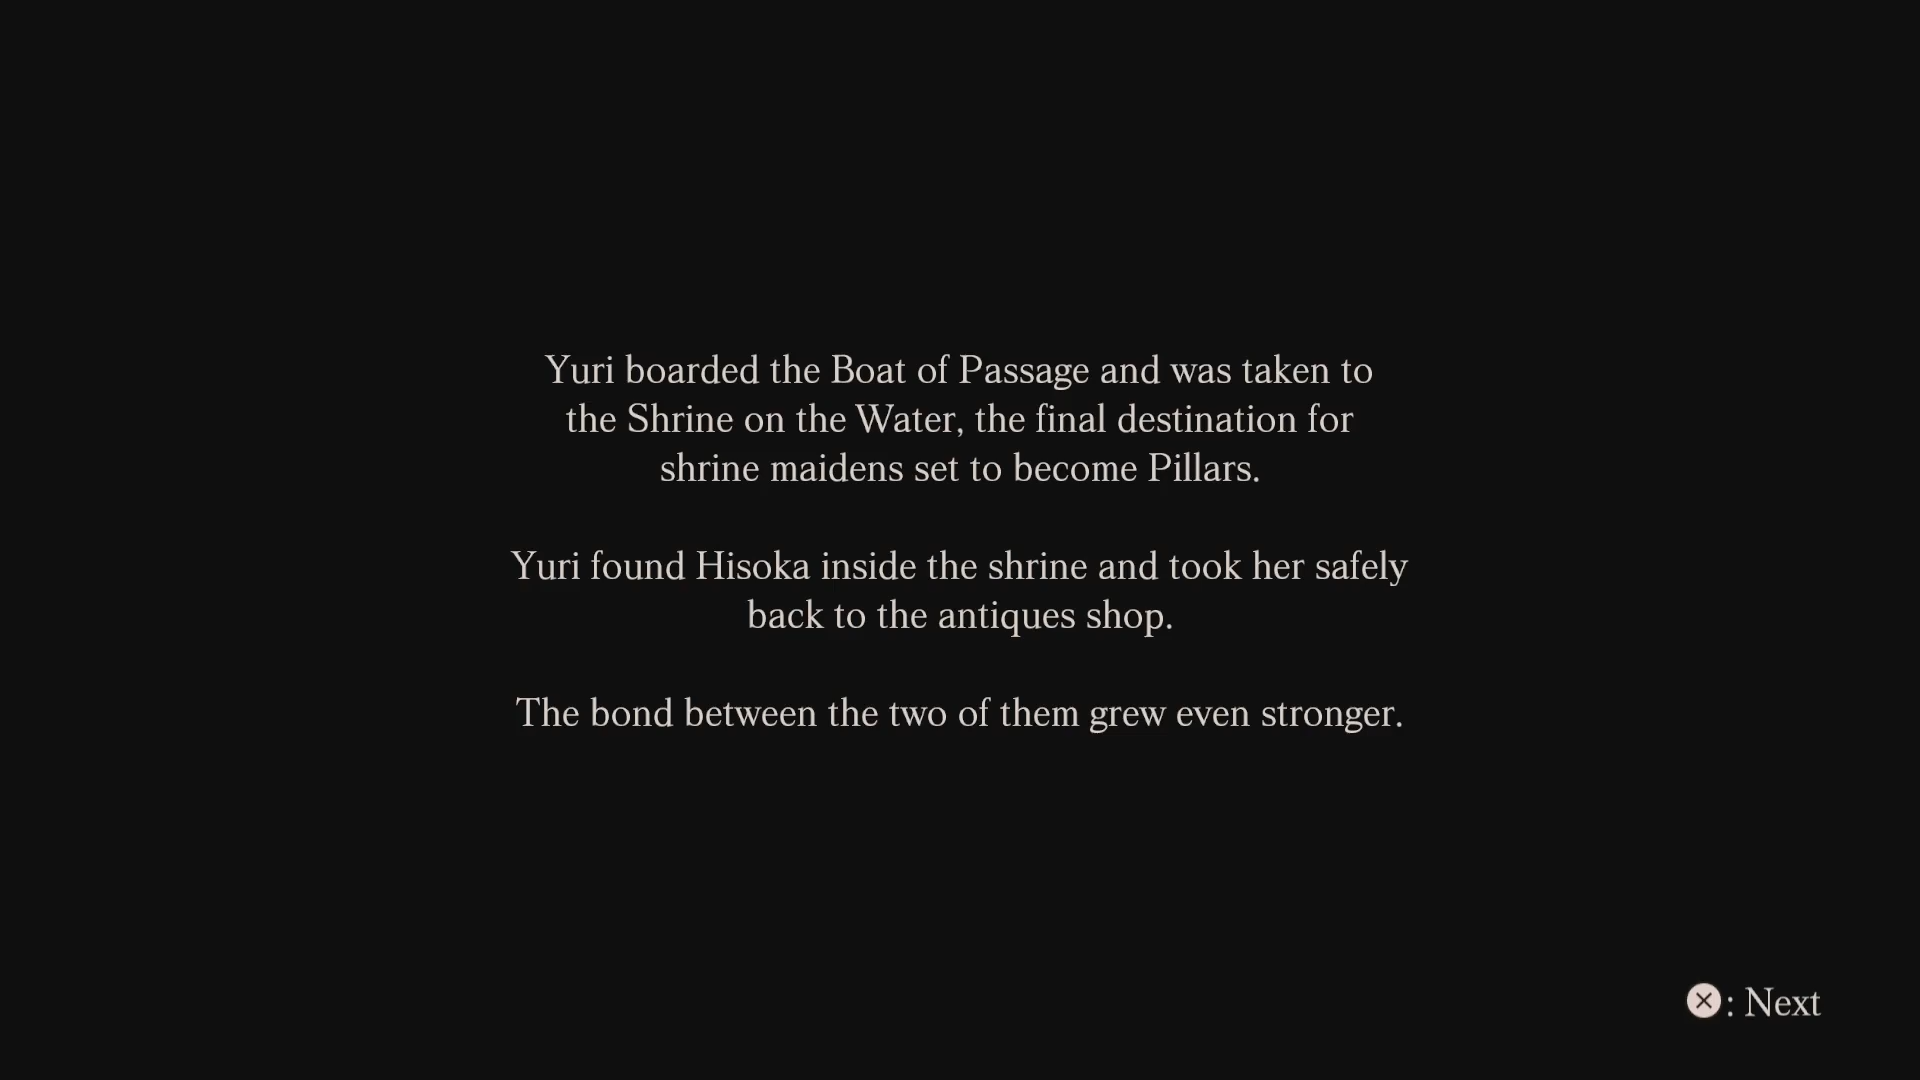 Yuri boarded the Boat of Passage and was taken to
the Shrine on the Water, the final destination for
shrine maidens set to become Pillars.
Yuri found Hisoka inside the shrine and took her safely
back to the antiques shop.
The bond between the two of them grew even stronger.
: Next